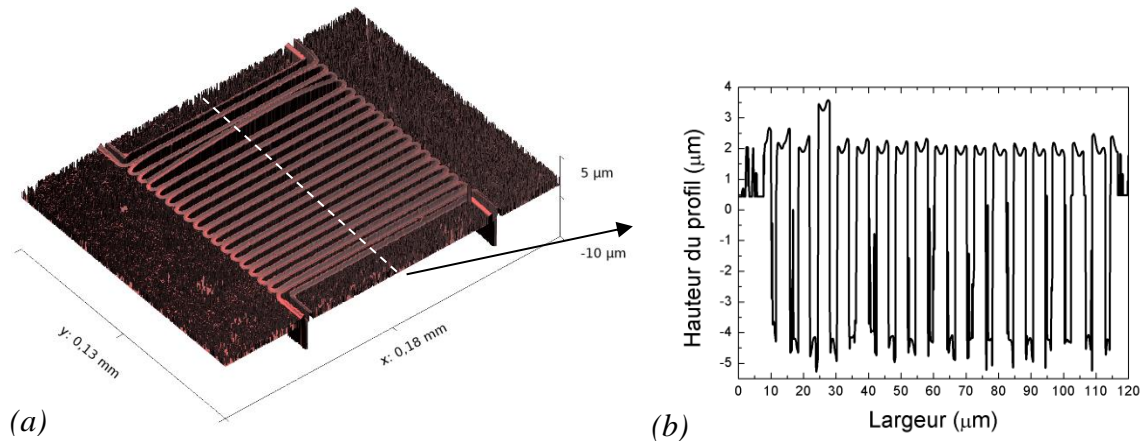 5 µm
-10 µm
y: 0,13 mm
x: 0,18 mm
(a)
Hauteur du profil (µm)
4
3
2
1
0
-1
-2
-3
-4
-5
0 10 20 30 40 50 60 70 80 90 100 110 120
Largeur (µm)
(b)